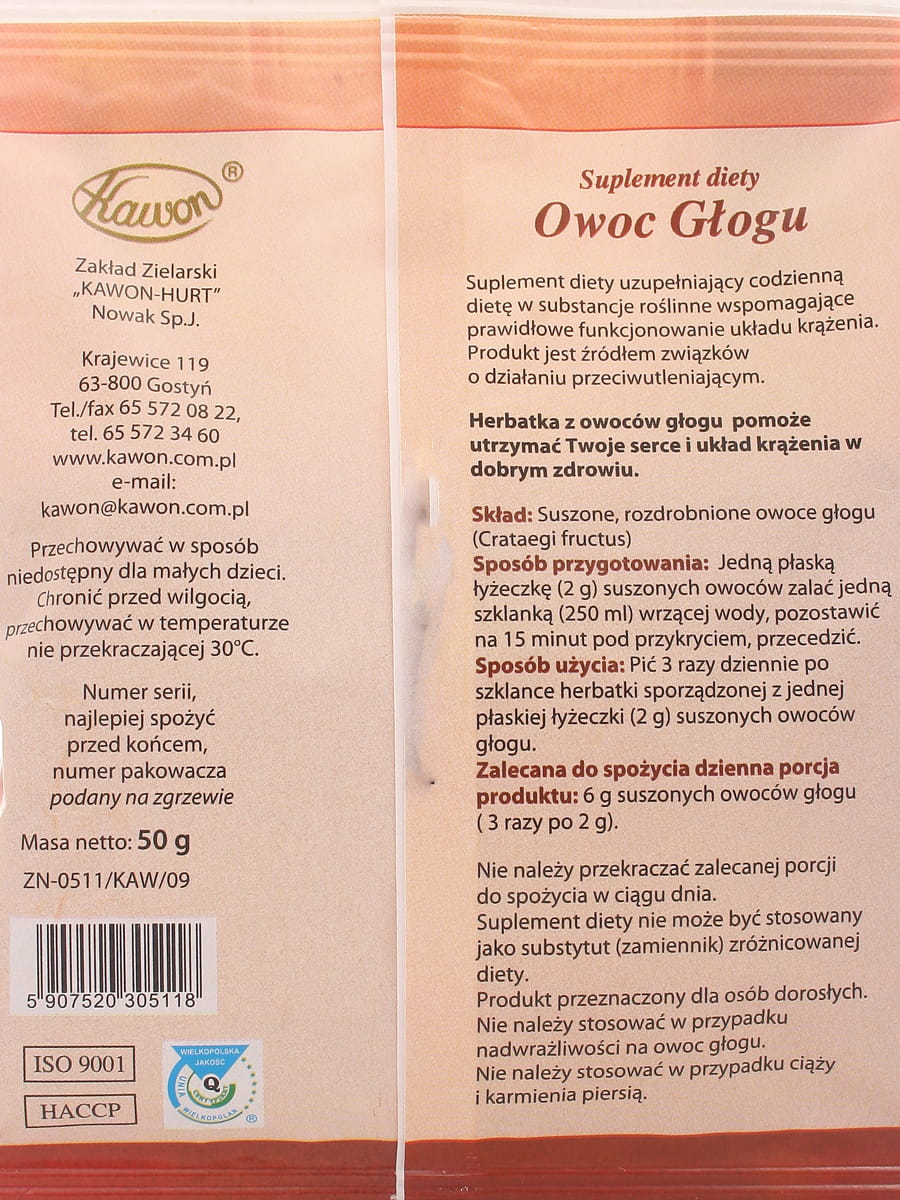 Kawon ®
Zakład Zielarski
„KAWON-HURT”
Nowak Sp.J.
Krajewice 119
63-800 Gostyń
Tel./fax 65 572 08 22,
tel. 65 572 34 60
www.kawon.com.pl
e-mail:
kawon@kawon.com.pl
Przechowywać w sposób
niedostępny dla małych dzieci.
Chronić przed wilgocią,
przechowywać w temperaturze
nie przekraczającej 30°C.
Numer serii,
najlepiej spożyć
przed końcem,
numer pakowacza
podany na zgrzewie
Masa netto: 50 g
ZN-0511/KAW/09
5 907520 305118
ISO 9001
HACCP
WIELKOPOLSKA
JAKOŚĆ
Q
CERTYFIKAT
UNIA WIELKOPOLAN ®
Suplement diety
Owoc Głogu
Suplement diety uzupełniający codzienną
dietę w substancje roślinne wspomagające
prawidłowe funkcjonowanie układu krążenia.
Produkt jest źródłem związków
o działaniu przeciwutleniającym.
Herbatka z owoców głogu pomoże
utrzymać Twoje serce i układ krążenia w
dobrym zdrowiu.
Skład: Suszone, rozdrobnione owoce głogu
(Crataegi fructus)
Sposób przygotowania: Jedną płaską
łyżeczkę (2 g) suszonych owoców zalać jedną
szklanką (250 ml) wrzącej wody, pozostawić
na 15 minut pod przykryciem, przecedzić.
Sposób użycia: Pić 3 razy dziennie po
szklance herbatki sporządzonej z jednej
płaskiej łyżeczki (2 g) suszonych owoców
głogu.
Zalecana do spożycia dzienna porcja
produktu: 6 g suszonych owoców głogu
( 3 razy po 2 g).
Nie należy przekraczać zalecanej porcji
do spożycia w ciągu dnia.
Suplement diety nie może być stosowany
jako substytut (zamiennik) zróżnicowanej
diety.
Produkt przeznaczony dla osób dorosłych.
Nie należy stosować w przypadku
nadwrażliwości na owoc głogu.
Nie należy stosować w przypadku ciąży
i karmienia piersią.